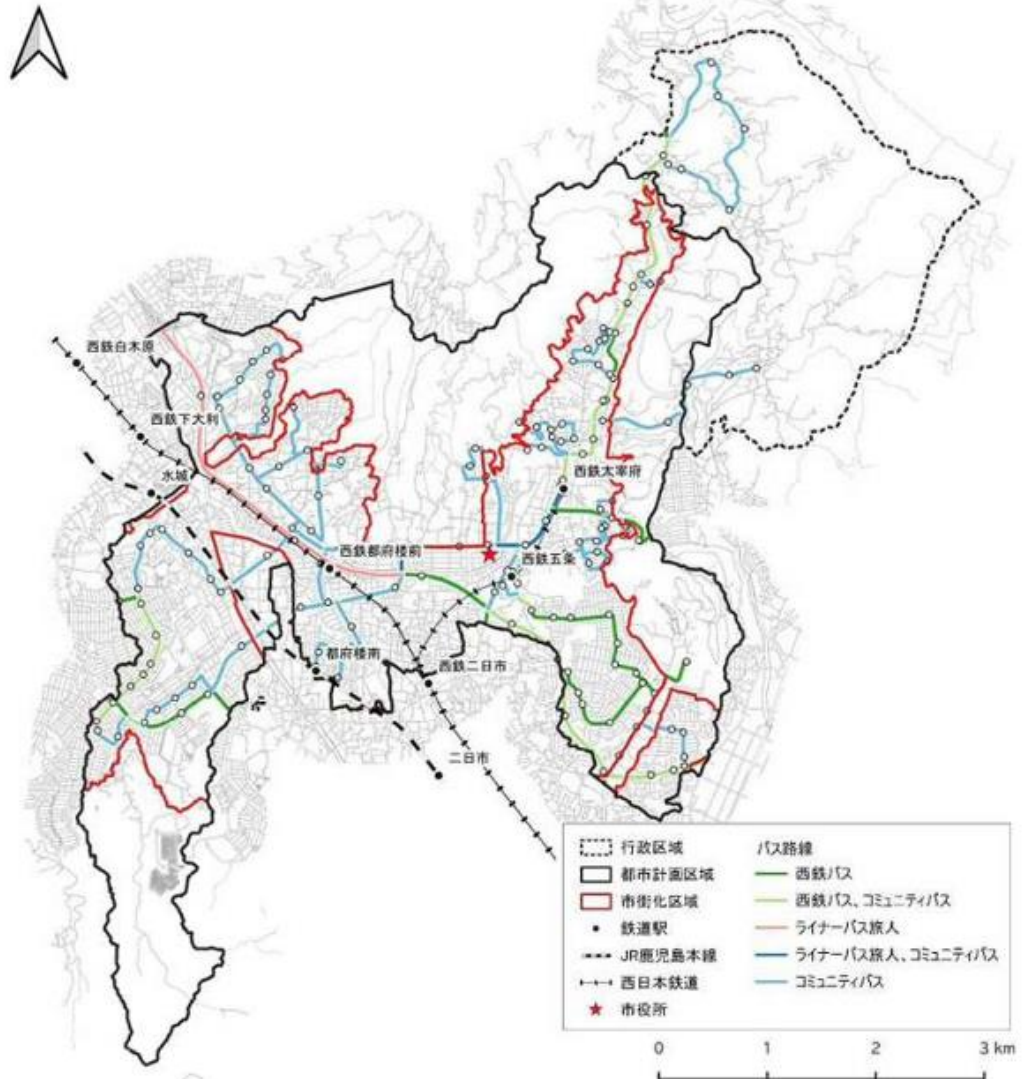 西鉄白木原
西鉄下大利
水城
西鉄太宰府
西鉄都府楼前
西鉄五条
都府楼南
西鉄二日市
二日市
行政区域
都市計画区域
市街化区域
鉄道駅
JR鹿児島本線
西日本鉄道
市役所
バス路線
西鉄バス
西鉄バス、コミュニティバス
ライナーバス旅人
ライナーバス旅人、コミュニティバス
コミュニティバス
0 1 2 3 km